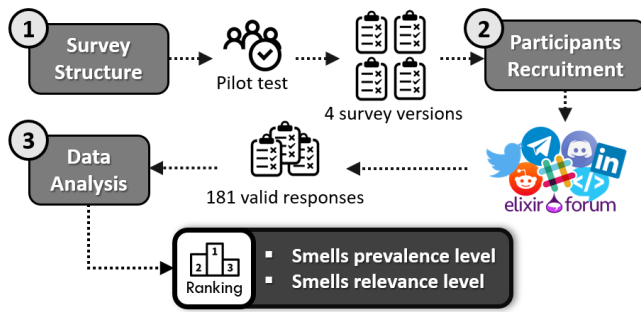 1
Survey
Structure
Pilot test
4 survey versions
2
Participants
Recruitment
in
</>
elixir forum
181 valid responses
3
Data
Analysis
1
2
3
Ranking
▪ Smells prevalence level
▪ Smells relevance level